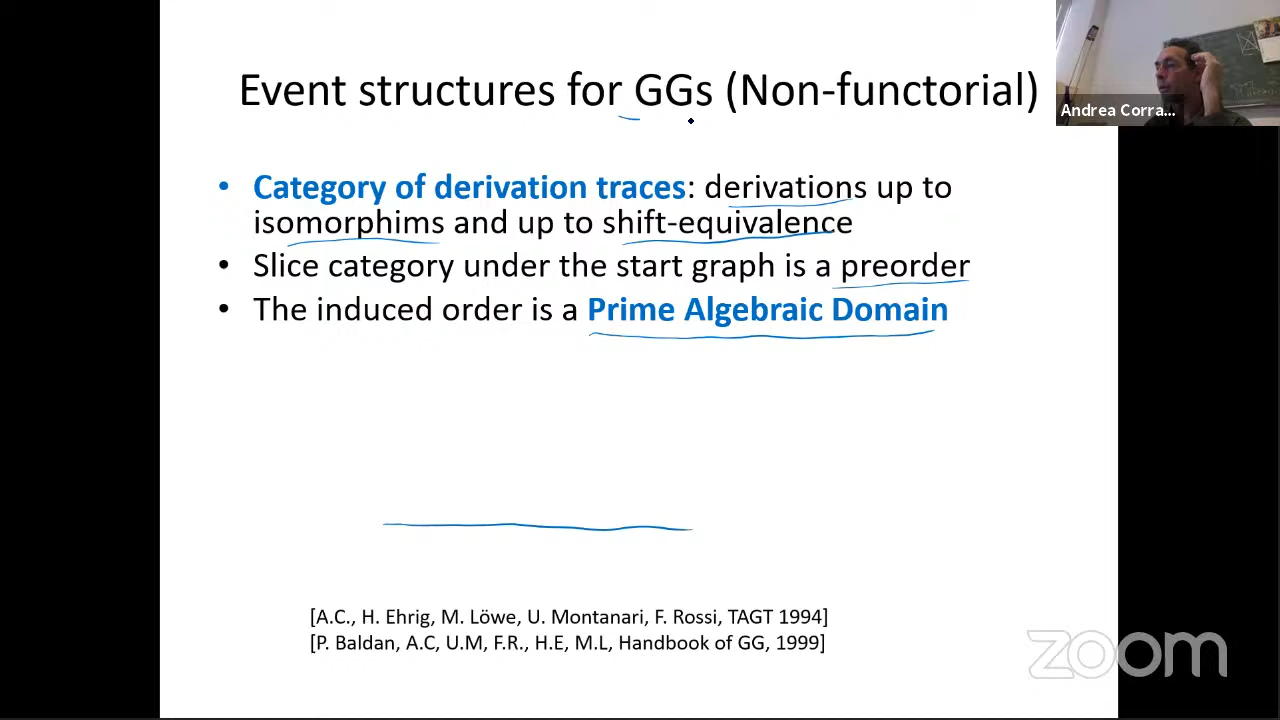 Event structures for GGs (Non-functorial)
Andrea Corra...
• Category of derivation traces: derivations up to
isomorphims and up to shift-equivalence
• Slice category under the start graph is a preorder
• The induced order is a Prime Algebraic Domain
[A.C., H. Ehrig, M. Löwe, U. Montanari, F. Rossi, TAGT 1994]
[P. Baldan, A.C, U.M, F.R., H.E, M.L, Handbook of GG, 1999]
zoom